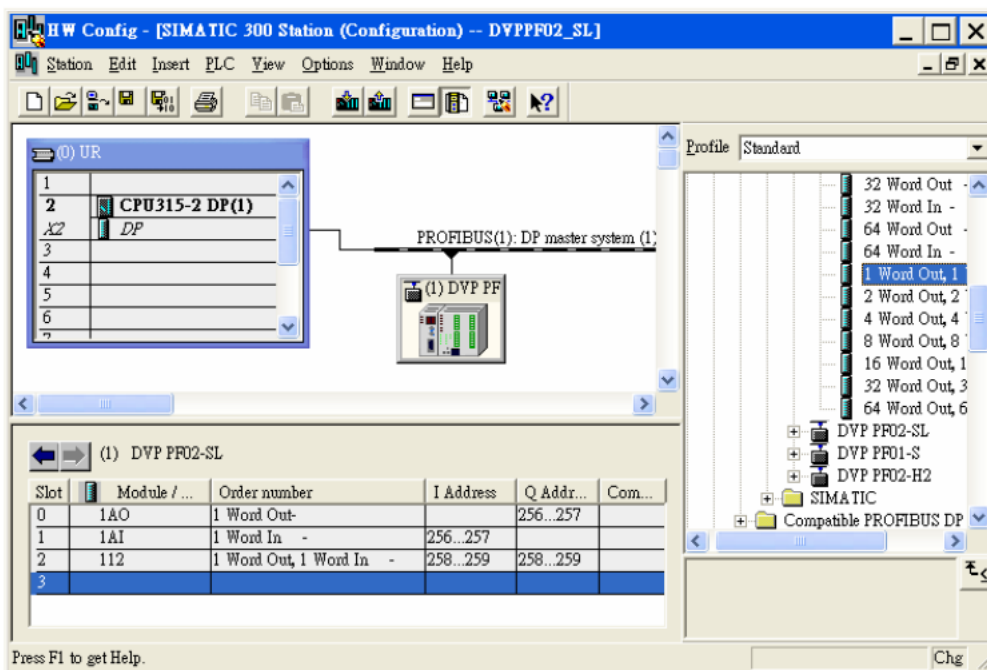 HW Config - [SIMATIC 300 Station (Configuration) -- DVPPF02_SL]
Station Edit Insert PLC View Options Window Help
(0) UR
1
2 CPU315-2 DP(1)
X2 DP
3
4
5
6
7
PROFIBUS(1): DP master system (1)
(1) DVP PF
Profile Standard
32 Word Out -
32 Word In -
64 Word Out -
64 Word In -
1 Word Out, 1
2 Word Out, 2
4 Word Out, 4
8 Word Out, 8
16 Word Out, 1
32 Word Out, 3
64 Word Out, 6
DVP PF02-SL
DVP PF01-S
DVP PF02-H2
SIMATIC
Compatible PROFIBUS DP
(1) DVP PF02-SL
Slot Module / ... Order number I Address Q Addr... Com...
0 1AO 1 Word Out- 256...257
1 1AI 1 Word In - 256...257
2 112 1 Word Out, 1 Word In - 258...259 258...259
3
Press F1 to get Help.
Chg